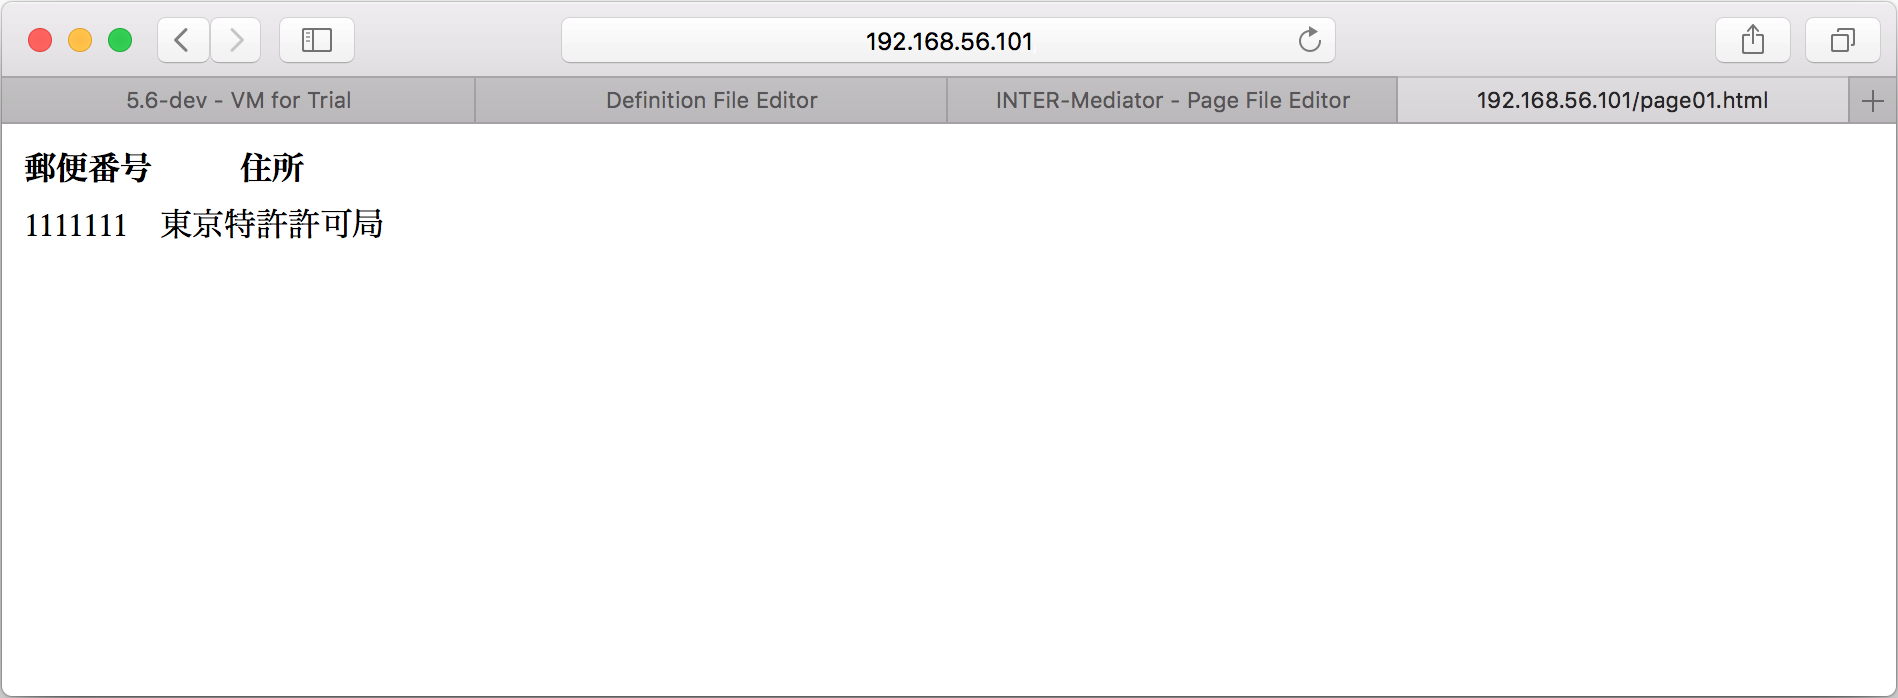 192.168.56.101
5.6-dev - VM for Trial Definition File Editor INTER-Mediator - Page File Editor 192.168.56.101/page01.html
郵便番号 住所
1111111 東京特許許可局